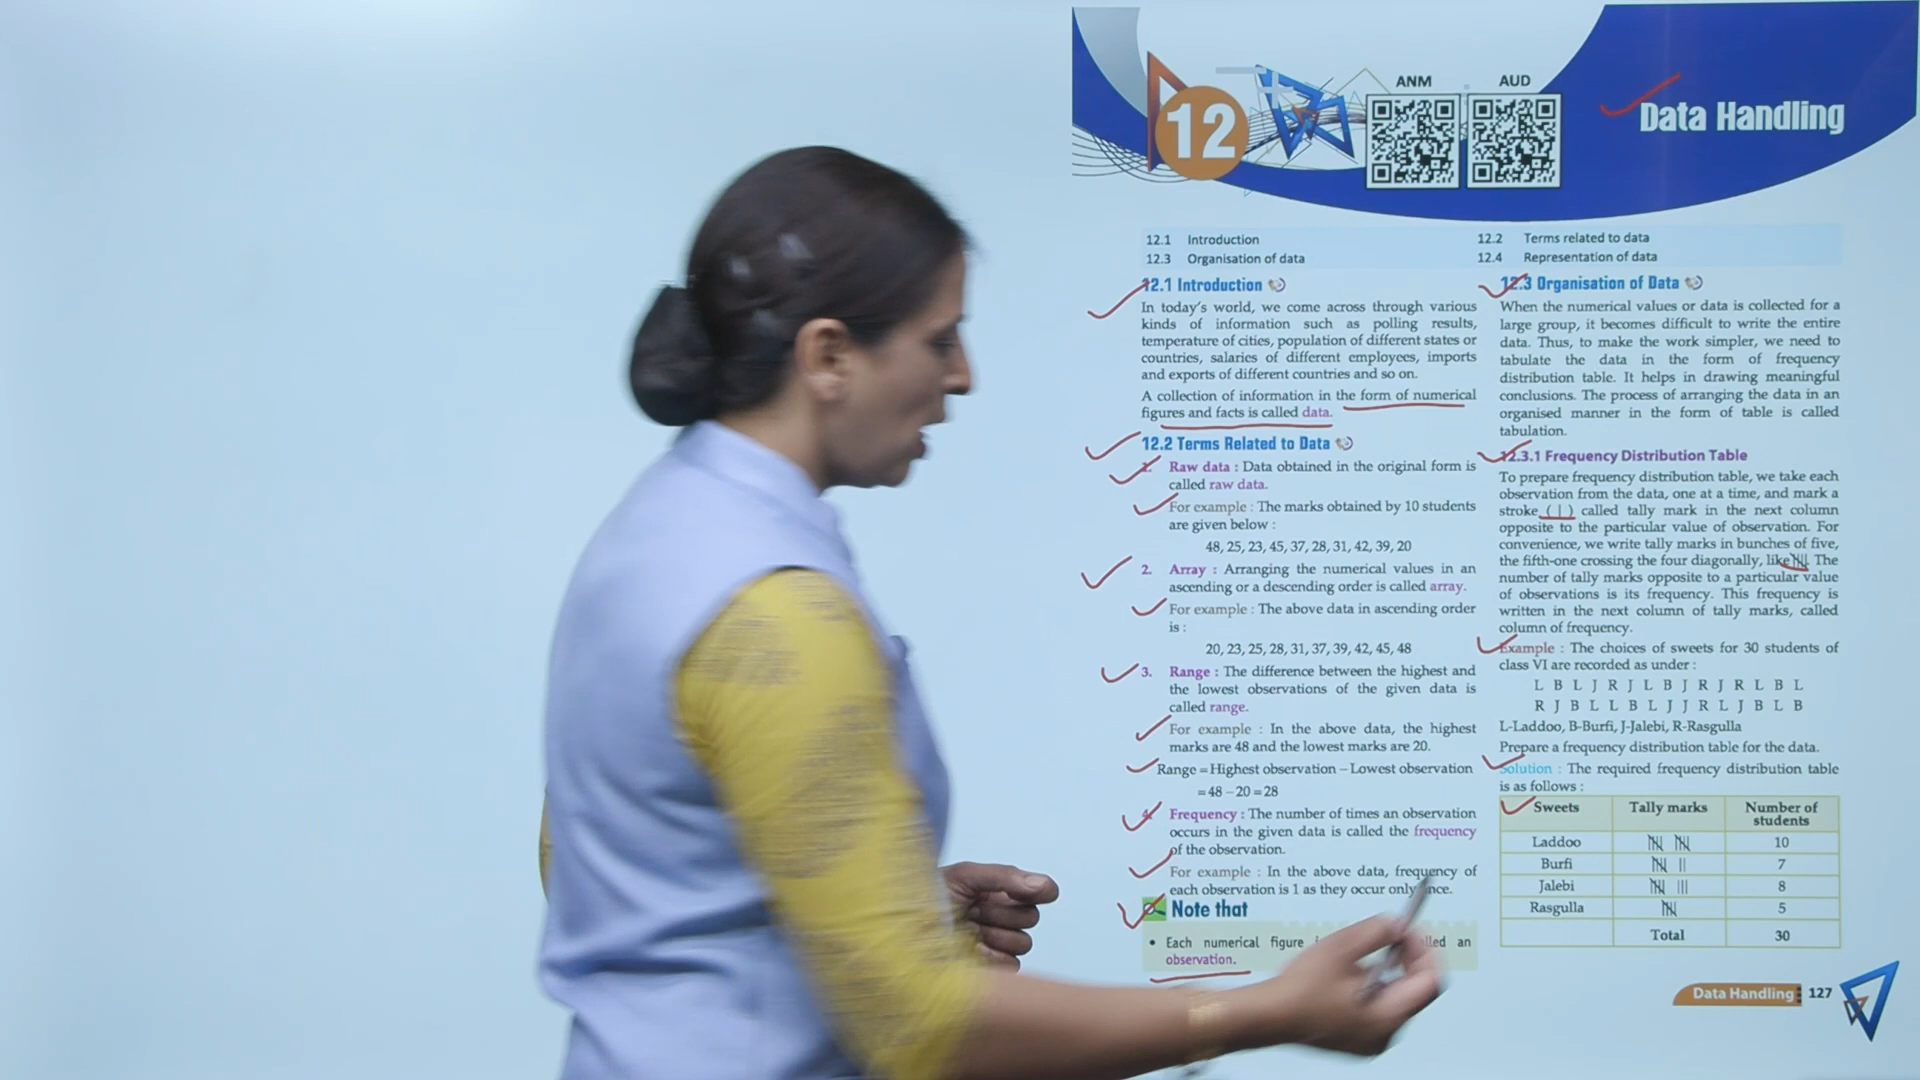 12
ANM
AUD
Data Handling
12.1 Introduction
12.2 Terms related to data
12.3 Organisation of data
12.4 Representation of data
12.1 Introduction
In today's world, we come across through various
kinds of information such as polling results,
temperature of cities, population of different states or
countries, salaries of different employees, imports
and exports of different countries and so on.
A collection of information in the form of numerical
figures and facts is called data.
12.2 Terms Related to Data
1. Raw data : Data obtained in the original form is
called raw data.
For example : The marks obtained by 10 students
are given below :
48, 25, 23, 45, 37, 28, 31, 42, 39, 20
2. Array : Arranging the numerical values in an
ascending or a descending order is called array.
For example : The above data in ascending order
is :
20, 23, 25, 28, 31, 37, 39, 42, 45, 48
3. Range : The difference between the highest and
the lowest observations of the given data is
called range.
For example : In the above data, the highest
marks are 48 and the lowest marks are 20.
Range = Highest observation – Lowest observation
= 48 – 20 = 28
4. Frequency : The number of times an observation
occurs in the given data is called the frequency
of the observation.
For example : In the above data, frequency of
each observation is 1 as they occur only
Note that
• Each numerical figure an
observation.
12.3 Organisation of Data
When the numerical values or data is collected for a
large group, it becomes difficult to write the entire
data. Thus, to make the work simpler, we need to
tabulate the data in the form of frequency
distribution table. It helps in drawing meaningful
conclusions. The process of arranging the data in an
organised manner in the form of table is called
tabulation.
12.3.1 Frequency Distribution Table
To prepare frequency distribution table, we take each
observation from the data, one at a time, and mark a
stroke ( | ) called tally mark in the next column
opposite to the particular value of observation. For
convenience, we write tally marks in bunches of five,
the fifth-one crossing the four diagonally, like 𝍸. The
number of tally marks opposite to a particular value
of observations is its frequency. This frequency is
written in the next column of tally marks, called
column of frequency.
Example : The choices of sweets for 30 students of
class VI are recorded as under :
L B L J R J L B J R J R L B L
R J B L L B L J J R L J B L B
L-Laddoo, B-Burfi, J-Jalebi, R-Rasgulla
Prepare a frequency distribution table for the data.
Solution : The required frequency distribution table
is as follows :
Sweets Tally marks Number of
students
Laddoo 𝍸 𝍸 10
Burfi 𝍸 || 7
Jalebi 𝍸 ||| 8
Rasgulla 𝍸 5
Total 30
Data Handling 127